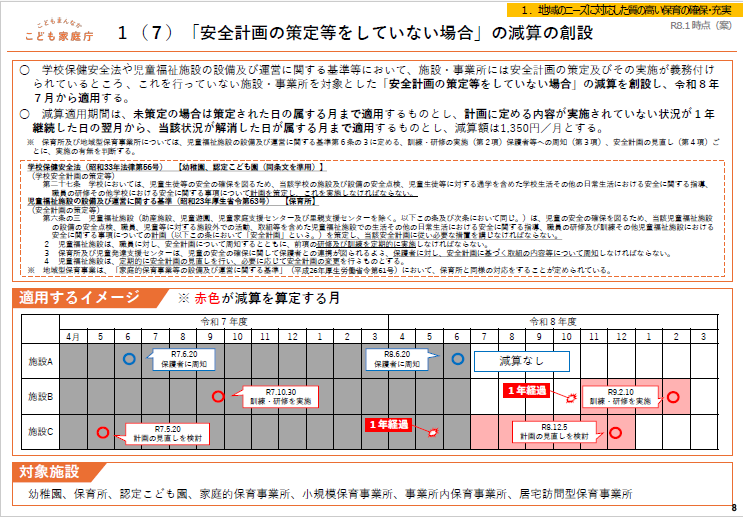 1．地域のニーズに対応した質の高い保育の確保・充実
R8.1時点（案）
こどもまんなか
こども家庭庁
１（７）「安全計画の策定等をしていない場合」の減算の創設
○　学校保健安全法や児童福祉施設の設備及び運営に関する基準等において、施設・事業所には安全計画の策定及びその実施が義務付け
られているところ、これを行っていない施設・事業所を対象とした「安全計画の策定等をしていない場合」の減算を創設し、令和８年
７月から適用する。
○　減算適用期間は、未策定の場合は策定された日の属する月まで適用するものとし、計画に定める内容が実施されていない状況が１年
継続した日の翌月から、当該状況が解消した日が属する月まで適用するものとし、減算額は1,350円／月とする。
※　保育所及び地域型保育事業所については、児童福祉施設の設備及び運営に関する基準第６条の３に定める、訓練・研修の実施（第２項）保護者等への周知（第３項）、安全計画の見直し（第４項）ご
とに、実施の有無を判断する。
学校保健安全法（昭和33年法律第56号）　【幼稚園、認定こども園（同条文を準用）】
（学校安全計画の策定等）
第二十七条　学校においては、児童生徒等の安全の確保を図るため、当該学校の施設及び設備の安全点検、児童生徒等に対する通学を含めた学校生活その他の日常生活における安全に関する指導、
職員の研修その他学校における安全に関する事項について計画を策定し、これを実施しなければならない。
児童福祉施設の設備及び運営に関する基準（昭和23年厚生省令第63号）　【保育所】
（安全計画の策定等）
第六条の三　児童福祉施設（助産施設、児童遊園、児童家庭支援センター及び里親支援センターを除く。以下この条及び次条において同じ。）は、児童の安全の確保を図るため、当該児童福祉施設
の設備の安全点検、職員、児童等に対する施設外での活動、取組等を含めた児童福祉施設での生活その他の日常生活における安全に関する指導、職員の研修及び訓練その他児童福祉施設におけ
る安全に関する事項についての計画（以下この条において「安全計画」という。）を策定し、当該安全計画に従い必要な措置を講じなければならない。
２　児童福祉施設は、職員に対し、安全計画について周知するとともに、前項の研修及び訓練を定期的に実施しなければならない。
３　保育所及び児童発達支援センターは、児童の安全の確保に関して保護者との連携が図られるよう、保護者に対し、安全計画に基づく取組の内容等について周知しなければならない。
４　児童福祉施設は、定期的に安全計画の見直しを行い、必要に応じて安全計画の変更を行うものとする。
※　地域型保育事業は、「家庭的保育事業等の設備及び運営に関する基準」（平成26年厚生労働省令第61号）において、保育所と同様の対応をすることが定められている。
適用するイメージ　※ 赤色が減算を算定する月
令和７年度　令和８年度
4月 5 6 7 8 9 10 11 12 1 2 3 4 5 6 7 8 9 10 11 12 1 2 3
施設A　R7.6.20　R8.6.20　減算なし
保護者に周知　保護者に周知
施設B　R7.10.30　１年経過　R9.2.10
訓練・研修を実施　訓練・研修を実施
施設C　R7.5.20　１年経過　R8.12.5
計画の見直しを検討　計画の見直しを検討
対象施設
幼稚園、保育所、認定こども園、家庭的保育事業所、小規模保育事業所、事業所内保育事業所、居宅訪問型保育事業所
8